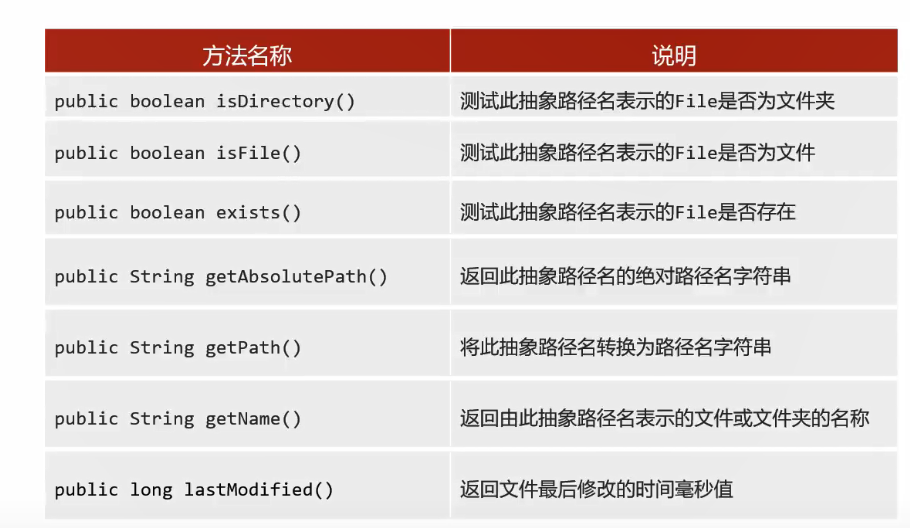 方法名称 说明
public boolean isDirectory() 测试此抽象路径名表示的File是否为文件夹
public boolean isFile() 测试此抽象路径名表示的File是否为文件
public boolean exists() 测试此抽象路径名表示的File是否存在
public String getAbsolutePath() 返回此抽象路径名的绝对路径名字符串
public String getPath() 将此抽象路径名转换为路径名字符串
public String getName() 返回由此抽象路径名表示的文件或文件夹的名称
public long lastModified() 返回文件最后修改的时间毫秒值